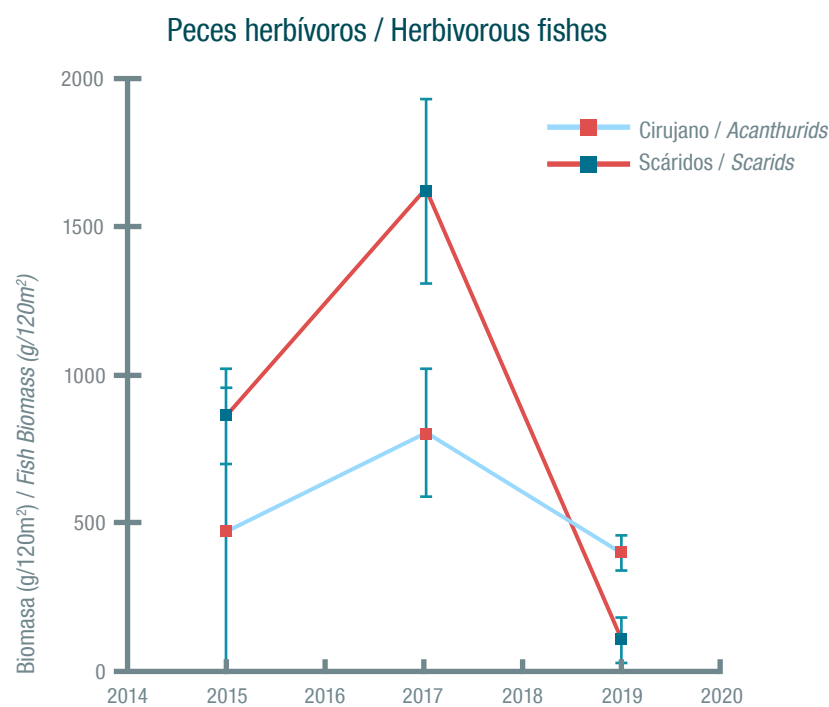 Peces herbívoros / Herbivorous fishes
Cirujano / Acanthurids
Scáridos / Scarids
Biomasa (g/120m²) / Fish Biomass (g/120m²)
2000
1500
1000
500
0
2014 2015 2016 2017 2018 2019 2020